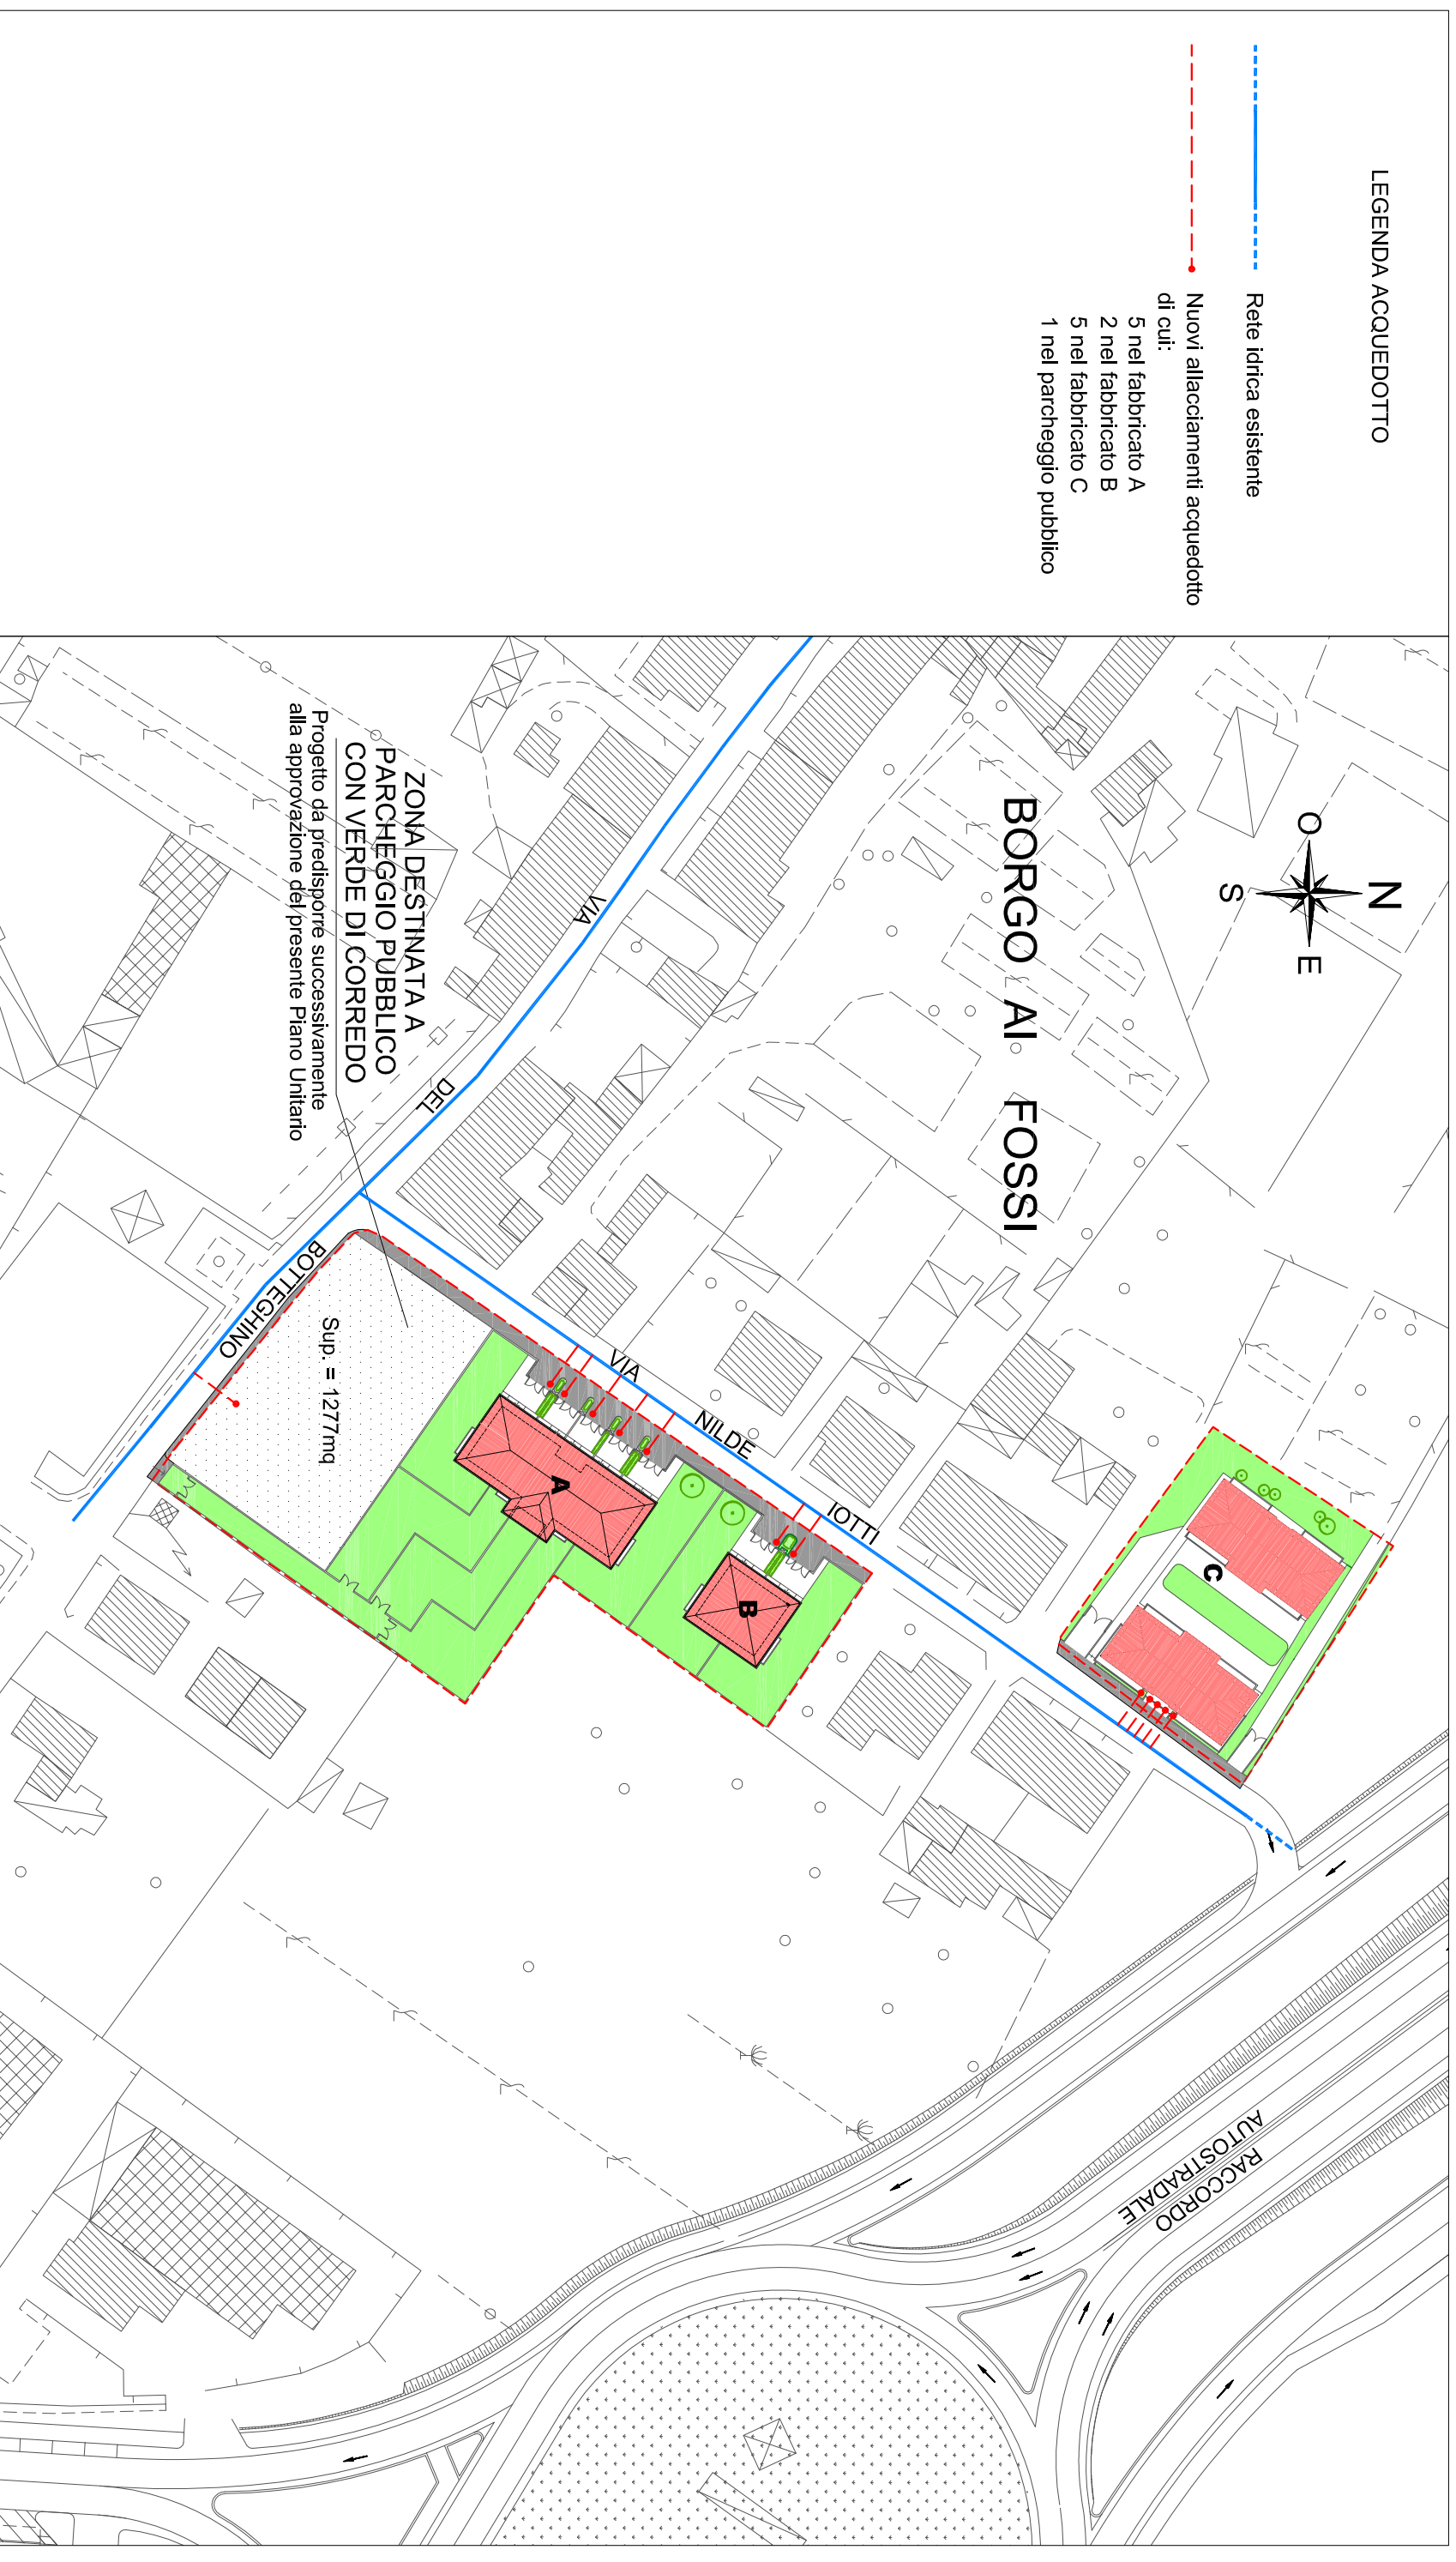 LEGENDA ACQUEDOTTO
Rete idrica esistente
Nuovi allacciamenti acquedotto
di cui:
5 nel fabbricato A
2 nel fabbricato B
5 nel fabbricato C
1 nel parcheggio pubblico
N
O
E
S
BORGO AI FOSSI
VIA
DEL
BOTTEGHINO
ZONA DESTINATA A
PARCHEGGIO PUBBLICO
CON VERDE DI CORREDO
Progetto da predisporre successivamente
alla approvazione del presente Piano Unitario
Sup. = 1277mq
VIA
NILDE
IOTTI
A
B
C
RACCORDO
AUTOSTRADALE